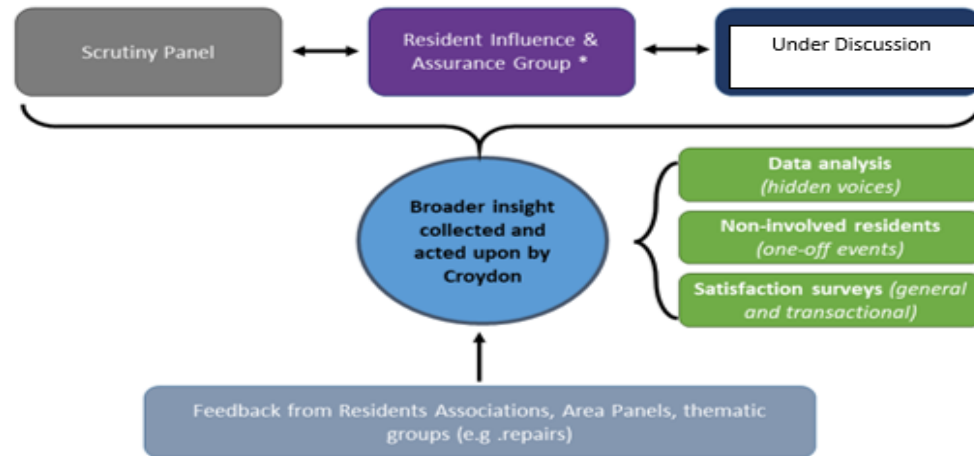 Scrutiny Panel
Resident Influence &
Assurance Group *
Under Discussion
Broader insight
collected and
acted upon by
Croydon
Data analysis
(hidden voices)
Non-involved residents
(one-off events)
Satisfaction surveys (general
and transactional)
Feedback from Residents Associations, Area Panels, thematic
groups (e.g .repairs)